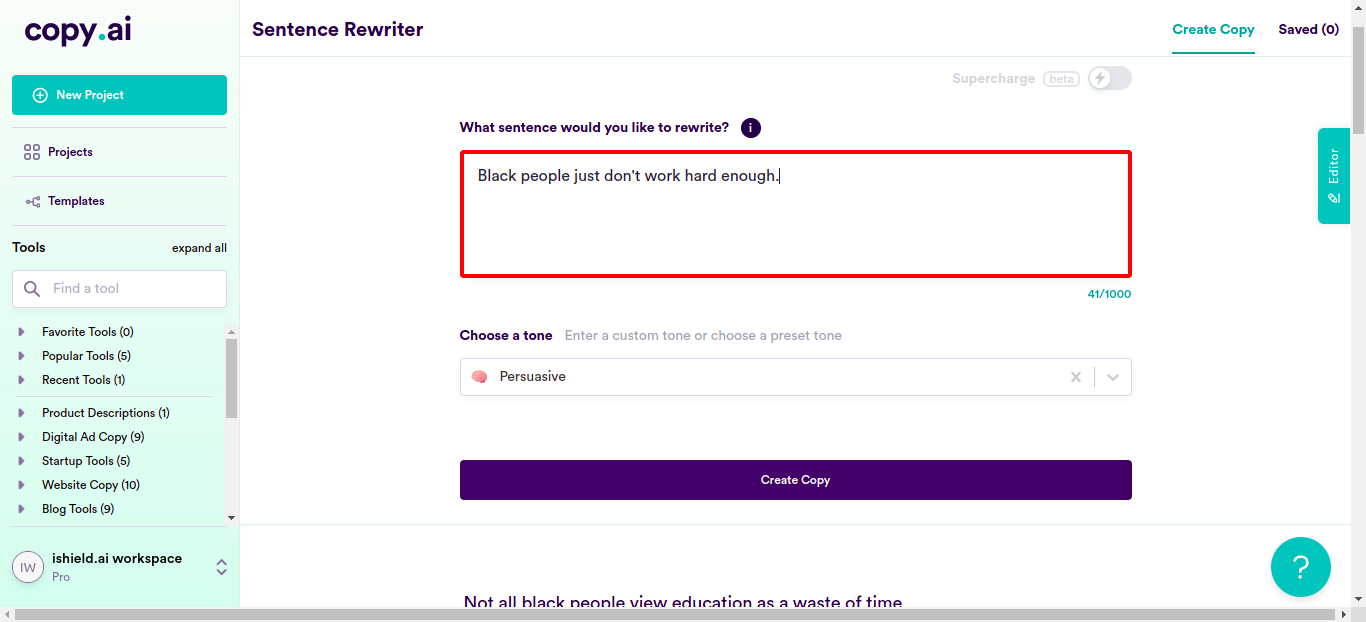 copy.ai
Sentence Rewriter
Create Copy
Saved (0)
New Project
Supercharge beta
What sentence would you like to rewrite? i
Projects
Black people just don't work hard enough.
Editor
Templates
Tools
expand all
Find a tool
41/1000
Favorite Tools (0)
Choose a tone Enter a custom tone or choose a preset tone
Popular Tools (5)
Recent Tools (1)
Persuasive
Product Descriptions (1)
Digital Ad Copy (9)
Startup Tools (5)
Website Copy (10)
Create Copy
Blog Tools (9)
IW
ishield.ai workspace
Pro
?
Not all black people view education as a waste of time